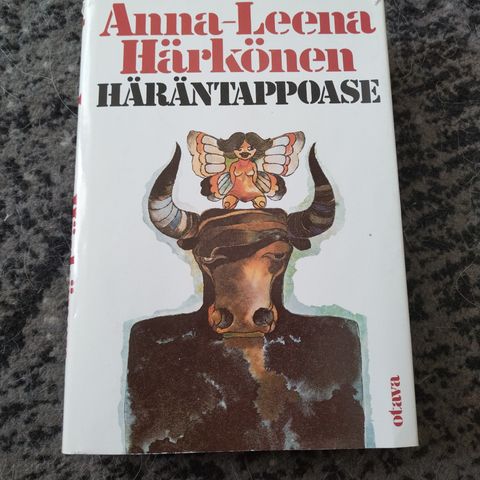 Anna-Leena
Härkönen
HÄRÄNTAPPOASE
otava